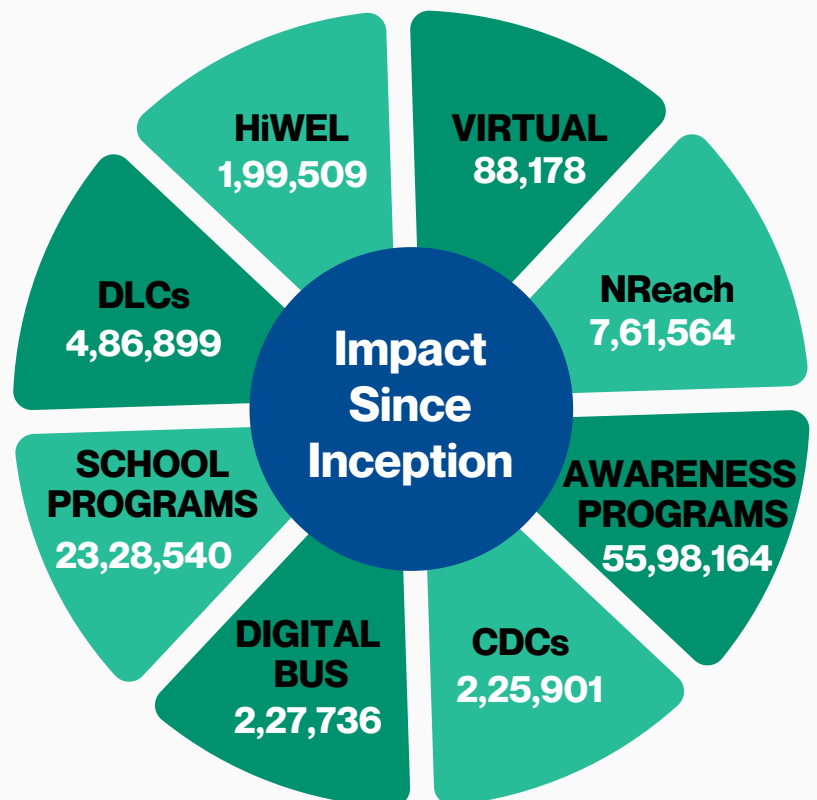 Impact
Since
Inception
VIRTUAL
88,178
NReach
7,61,564
AWARENESS
PROGRAMS
55,98,164
CDCs
2,25,901
DIGITAL
BUS
2,27,736
SCHOOL
PROGRAMS
23,28,540
DLCs
4,86,899
HiWEL
1,99,509